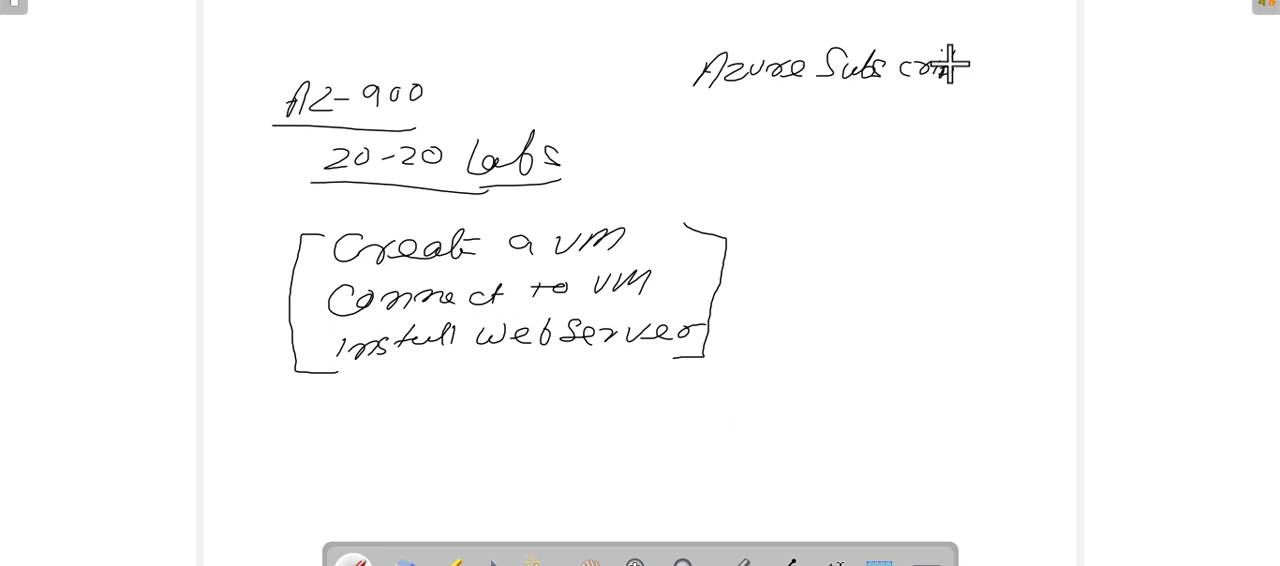 AZ-900
20-20 Labs
Create a VM
Connect to VM
install webserver
Azure Subs